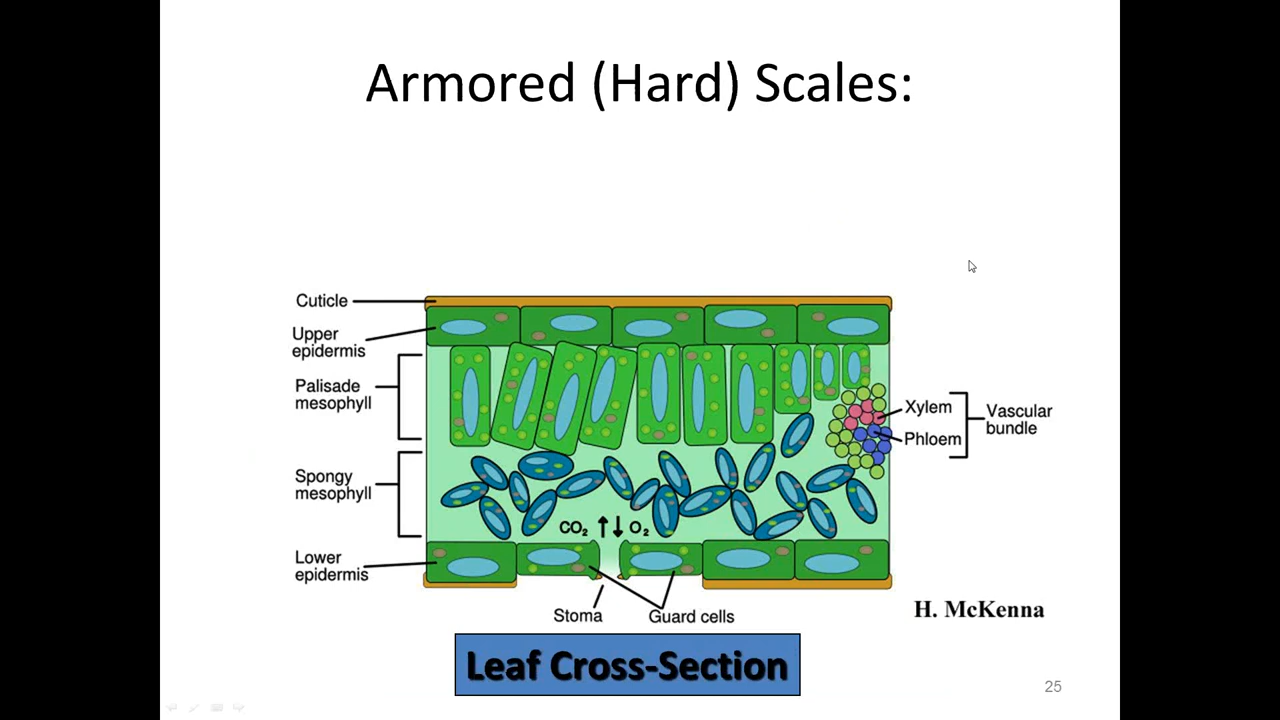 Armored (Hard) Scales:
Cuticle
Upper
epidermis
Palisade
mesophyll
Xylem
Phloem
Vascular
bundle
Spongy
mesophyll
CO₂
O₂
Lower
epidermis
Stoma
Guard cells
H. McKenna
Leaf Cross-Section
25